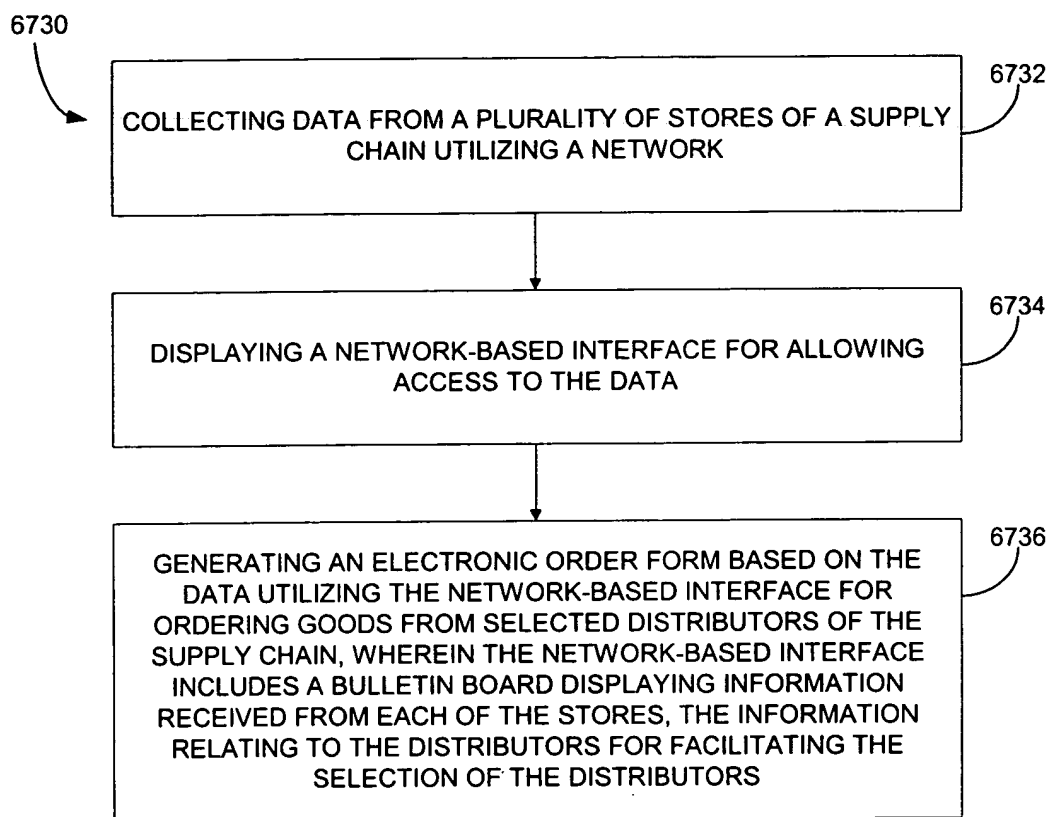 6730
6732
COLLECTING DATA FROM A PLURALITY OF STORES OF A SUPPLY
CHAIN UTILIZING A NETWORK
6734
DISPLAYING A NETWORK-BASED INTERFACE FOR ALLOWING
ACCESS TO THE DATA
6736
GENERATING AN ELECTRONIC ORDER FORM BASED ON THE
DATA UTILIZING THE NETWORK-BASED INTERFACE FOR
ORDERING GOODS FROM SELECTED DISTRIBUTORS OF THE
SUPPLY CHAIN, WHEREIN THE NETWORK-BASED INTERFACE
INCLUDES A BULLETIN BOARD DISPLAYING INFORMATION
RECEIVED FROM EACH OF THE STORES, THE INFORMATION
RELATING TO THE DISTRIBUTORS FOR FACILITATING THE
SELECTION OF THE DISTRIBUTORS